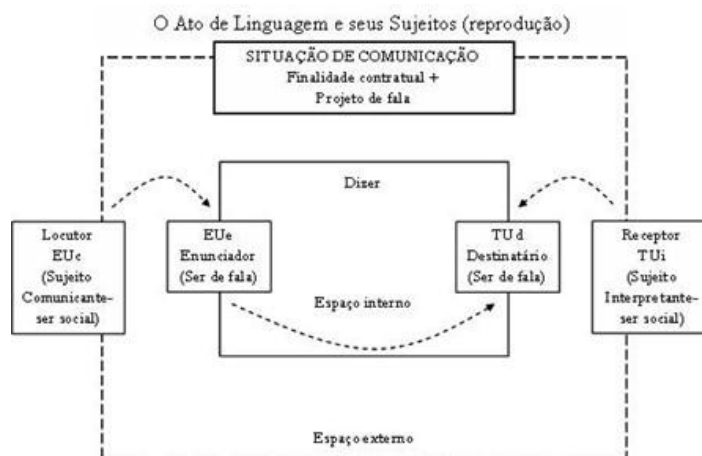 O Ato de Linguagem e seus Sujeitos (reprodução)
SITUAÇÃO DE COMUNICAÇÃO
Finalidade contratual +
Projeto de fala
Dizer
Locutor
EUc
(Sujeito
Comunicante-
ser social)
EUe
Enunciador
(Ser de fala)
TUd
Destinatário
(Ser de fala)
Receptor
TUi
(Sujeito
Interpretante-
ser social)
Espaço interno
Espaço externo